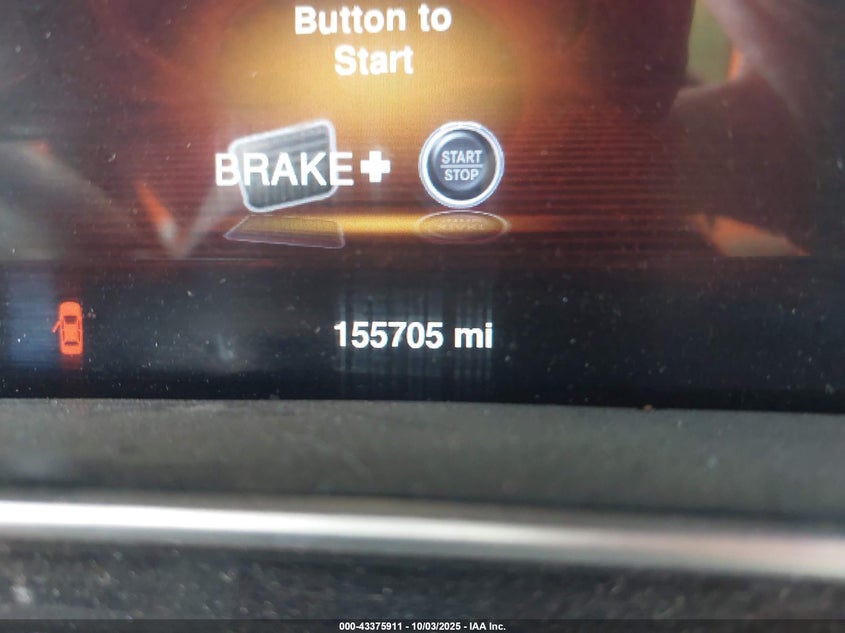 Button to
Start
BRAKE+
START
STOP
155705 mi
000-43375911 - 10/03/2025 - IAA Inc.